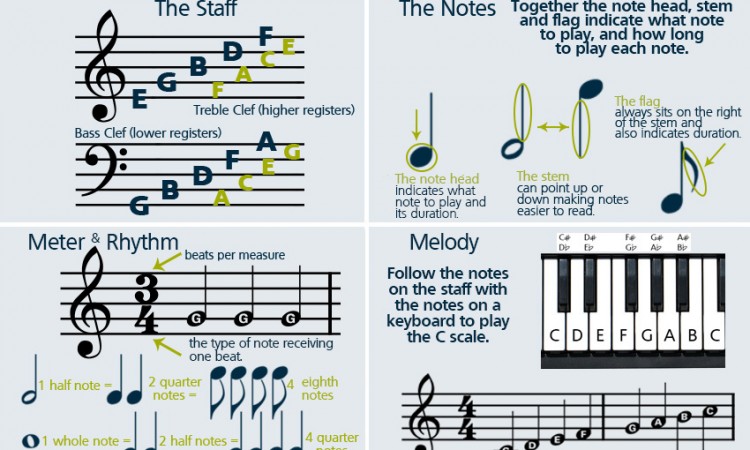 The Staff
F
D
E
B
C
G
A
E
F
Treble Clef (higher registers)
Bass Clef (lower registers)
A
G
F
E
D
C
B
A
G
The Notes
Together the note head, stem
and flag indicate what note
to play, and how long
to play each note.
The note head
indicates what
note to play and
its duration.
The stem
can point up or
down making notes
easier to read.
The flag
always sits on the right
of the stem and
also indicates duration.
Meter & Rhythm
beats per measure
3
4
G G G
the type of note receiving
one beat.
1 half note = 2 quarter notes = 4 eighth notes
1 whole note = 2 half notes = 4 quarter
Melody
Follow the notes
on the staff with
the notes on a
keyboard to play
the C scale.
C# D# F# G# A#
Db Eb Gb Ab Bb
C D E F G A B C
4
4
D E F G A B C